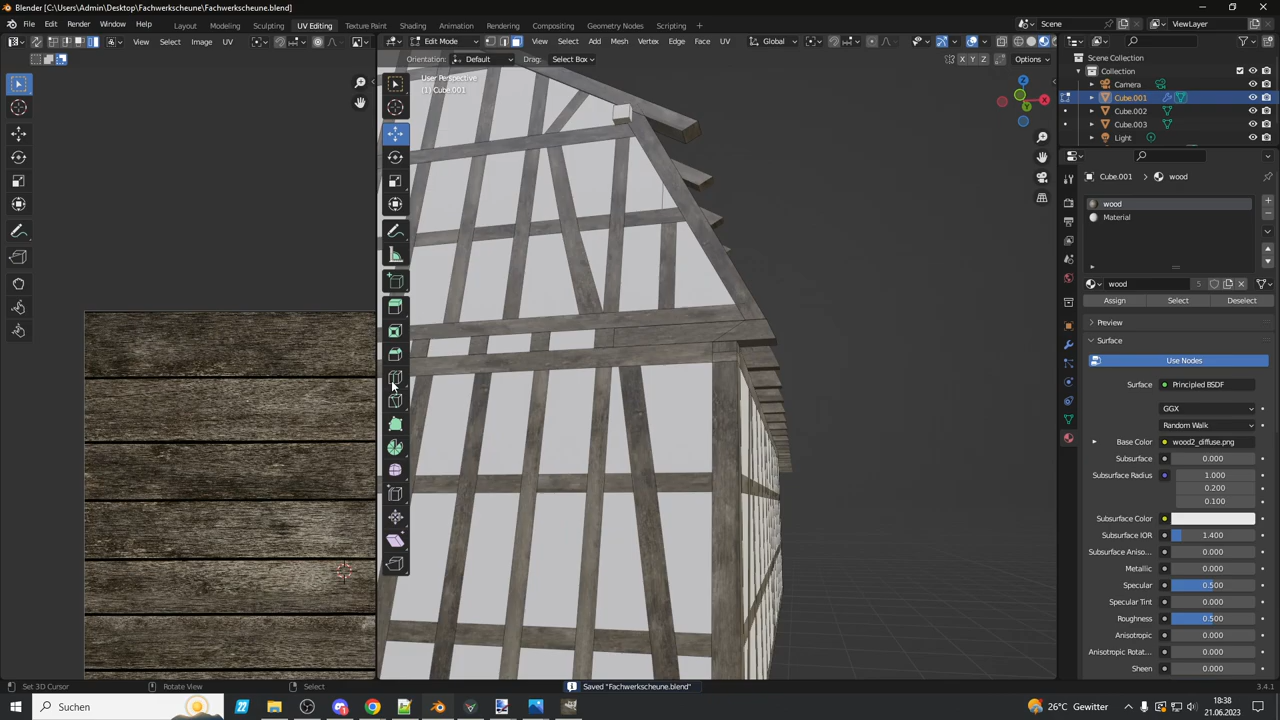 Blender [C:\Users\Admin\Desktop\Fachwerkscheune\Fachwerkscheune.blend]
File Edit Render Window Help Layout Modeling Sculpting UV Editing Texture Paint Shading Animation Rendering Compositing Geometry Nodes Scripting + Scene ViewLayer
View Select Image UV Edit Mode View Select Add Mesh Vertex Edge Face UV Global
Orientation: Default Drag: Select Box X Y Z Options
User Perspective
(1) Cube.001
Scene Collection
Collection
Camera
Cube.001
Cube.002
Cube.003
Light
Cube.001 > wood
wood
Material
wood 5
Assign Select Deselect
Preview
Surface
Use Nodes
Surface Principled BSDF
GGX
Random Walk
Base Color wood2_diffuse.png
Subsurface 0.000
Subsurface Radius 1.000
0.200
0.100
Subsurface Color
Subsurface IOR 1.400
Subsurface Aniso... 0.000
Metallic 0.000
Specular 0.500
Specular Tint 0.000
Roughness 0.500
Anisotropic 0.000
Anisotropic Rota... 0.000
Sheen 0.000
Set 3D Cursor Rotate View Select Saved "Fachwerkscheune.blend" 3.4.1
Suchen 26°C Gewitter 18:38
21.06.2023